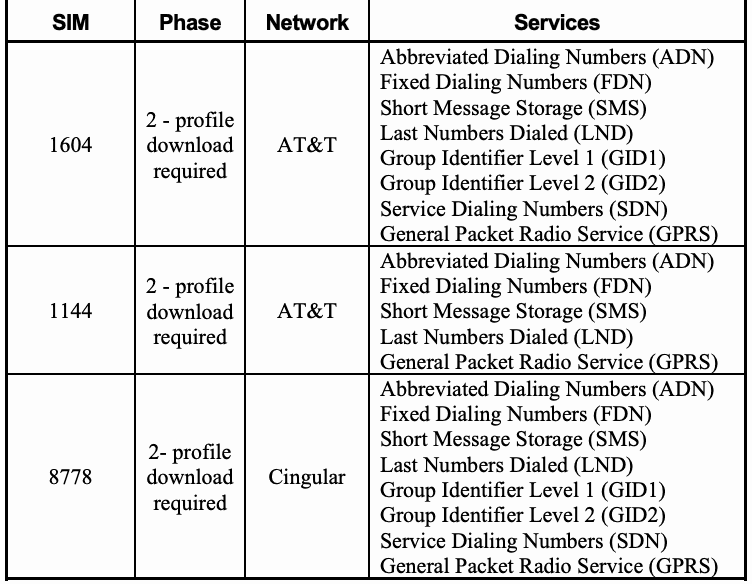 SIM Phase Network Services
1604
2 - profile
download
required
AT&T
Abbreviated Dialing Numbers (ADN)
Fixed Dialing Numbers (FDN)
Short Message Storage (SMS)
Last Numbers Dialed (LND)
Group Identifier Level 1 (GID1)
Group Identifier Level 2 (GID2)
Service Dialing Numbers (SDN)
General Packet Radio Service (GPRS)
1144
2 - profile
download
required
AT&T
Abbreviated Dialing Numbers (ADN)
Fixed Dialing Numbers (FDN)
Short Message Storage (SMS)
Last Numbers Dialed (LND)
General Packet Radio Service (GPRS)
8778
2- profile
download
required
Cingular
Abbreviated Dialing Numbers (ADN)
Fixed Dialing Numbers (FDN)
Short Message Storage (SMS)
Last Numbers Dialed (LND)
Group Identifier Level 1 (GID1)
Group Identifier Level 2 (GID2)
Service Dialing Numbers (SDN)
General Packet Radio Service (GPRS)